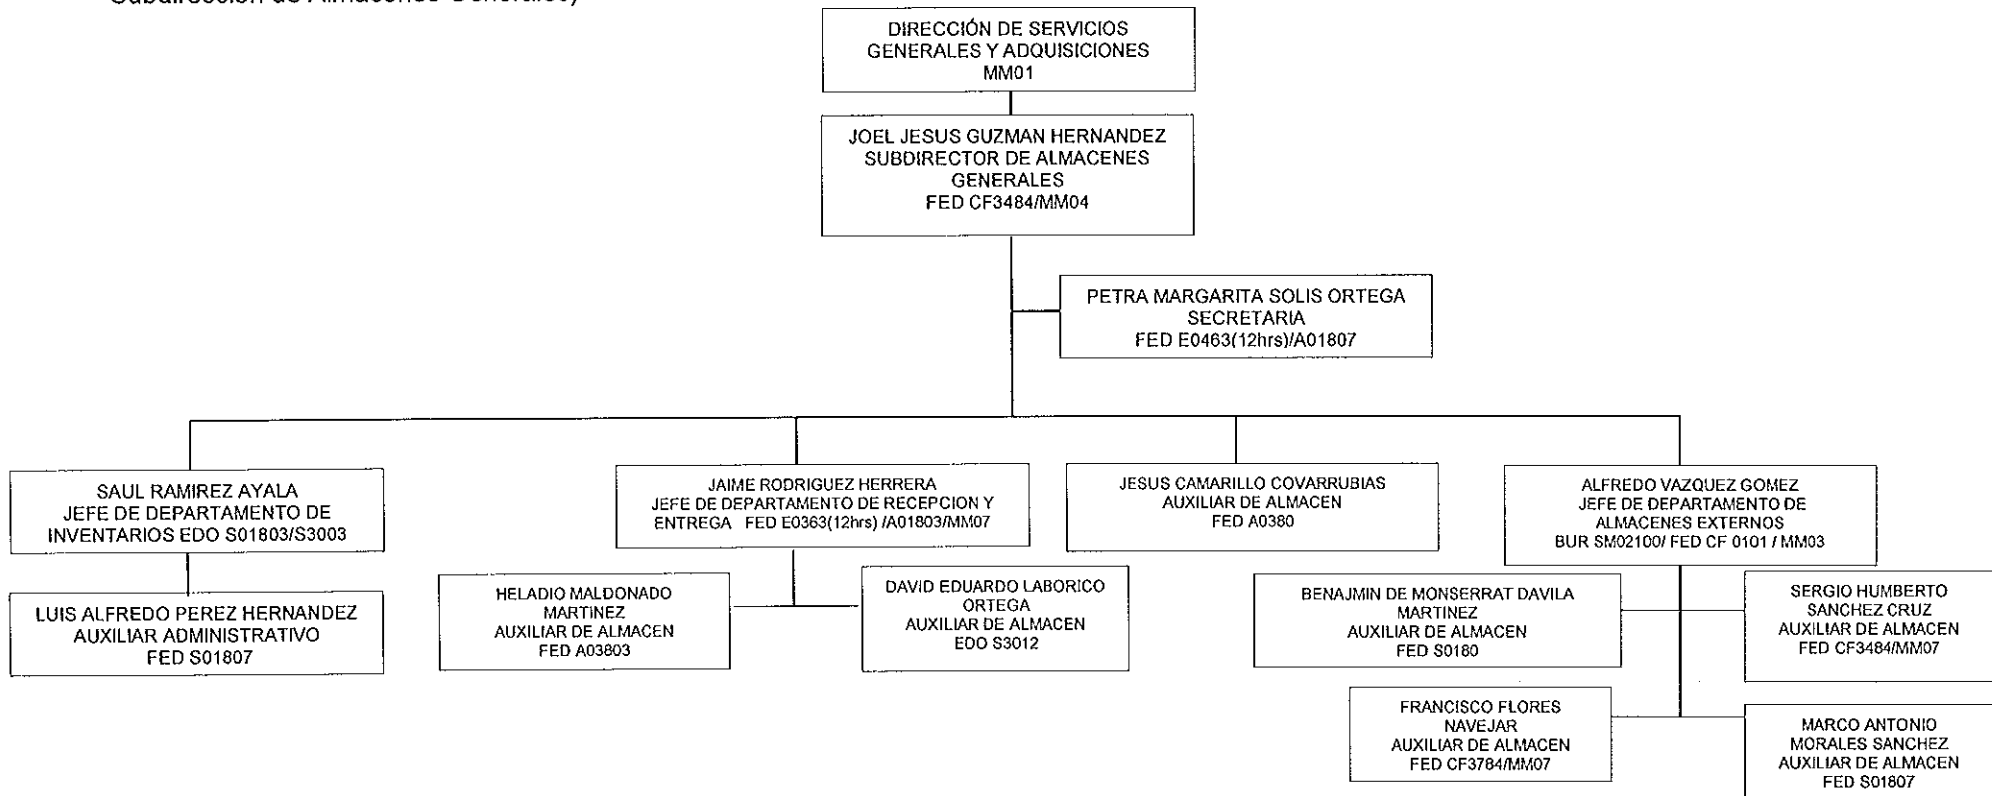 Subdirección de Almacenes Generales)
DIRECCIÓN DE SERVICIOS
GENERALES Y ADQUISICIONES
MM01
JOEL JESUS GUZMAN HERNANDEZ
SUBDIRECTOR DE ALMACENES
GENERALES
FED CF3484/MM04
PETRA MARGARITA SOLIS ORTEGA
SECRETARIA
FED E0463(12hrs)/A01807
SAUL RAMIREZ AYALA
JEFE DE DEPARTAMENTO DE
INVENTARIOS EDO S01803/S3003
JAIME RODRIGUEZ HERRERA
JEFE DE DEPARTAMENTO DE RECEPCION Y
ENTREGA FED E0363(12hrs) /A01803/MM07
JESUS CAMARILLO COVARRUBIAS
AUXILIAR DE ALMACEN
FED A0380
ALFREDO VAZQUEZ GOMEZ
JEFE DE DEPARTAMENTO DE
ALMACENES EXTERNOS
BUR SM02100/ FED CF 0101 / MM03
LUIS ALFREDO PEREZ HERNANDEZ
AUXILIAR ADMINISTRATIVO
FED S01807
HELADIO MALDONADO
MARTINEZ
AUXILIAR DE ALMACEN
FED A03803
DAVID EDUARDO LABORICO
ORTEGA
AUXILIAR DE ALMACEN
EDO S3012
BENAJMIN DE MONSERRAT DAVILA
MARTINEZ
AUXILIAR DE ALMACEN
FED S0180
SERGIO HUMBERTO
SANCHEZ CRUZ
AUXILIAR DE ALMACEN
FED CF3484/MM07
FRANCISCO FLORES
NAVEJAR
AUXILIAR DE ALMACEN
FED CF3784/MM07
MARCO ANTONIO
MORALES SANCHEZ
AUXILIAR DE ALMACEN
FED S01807